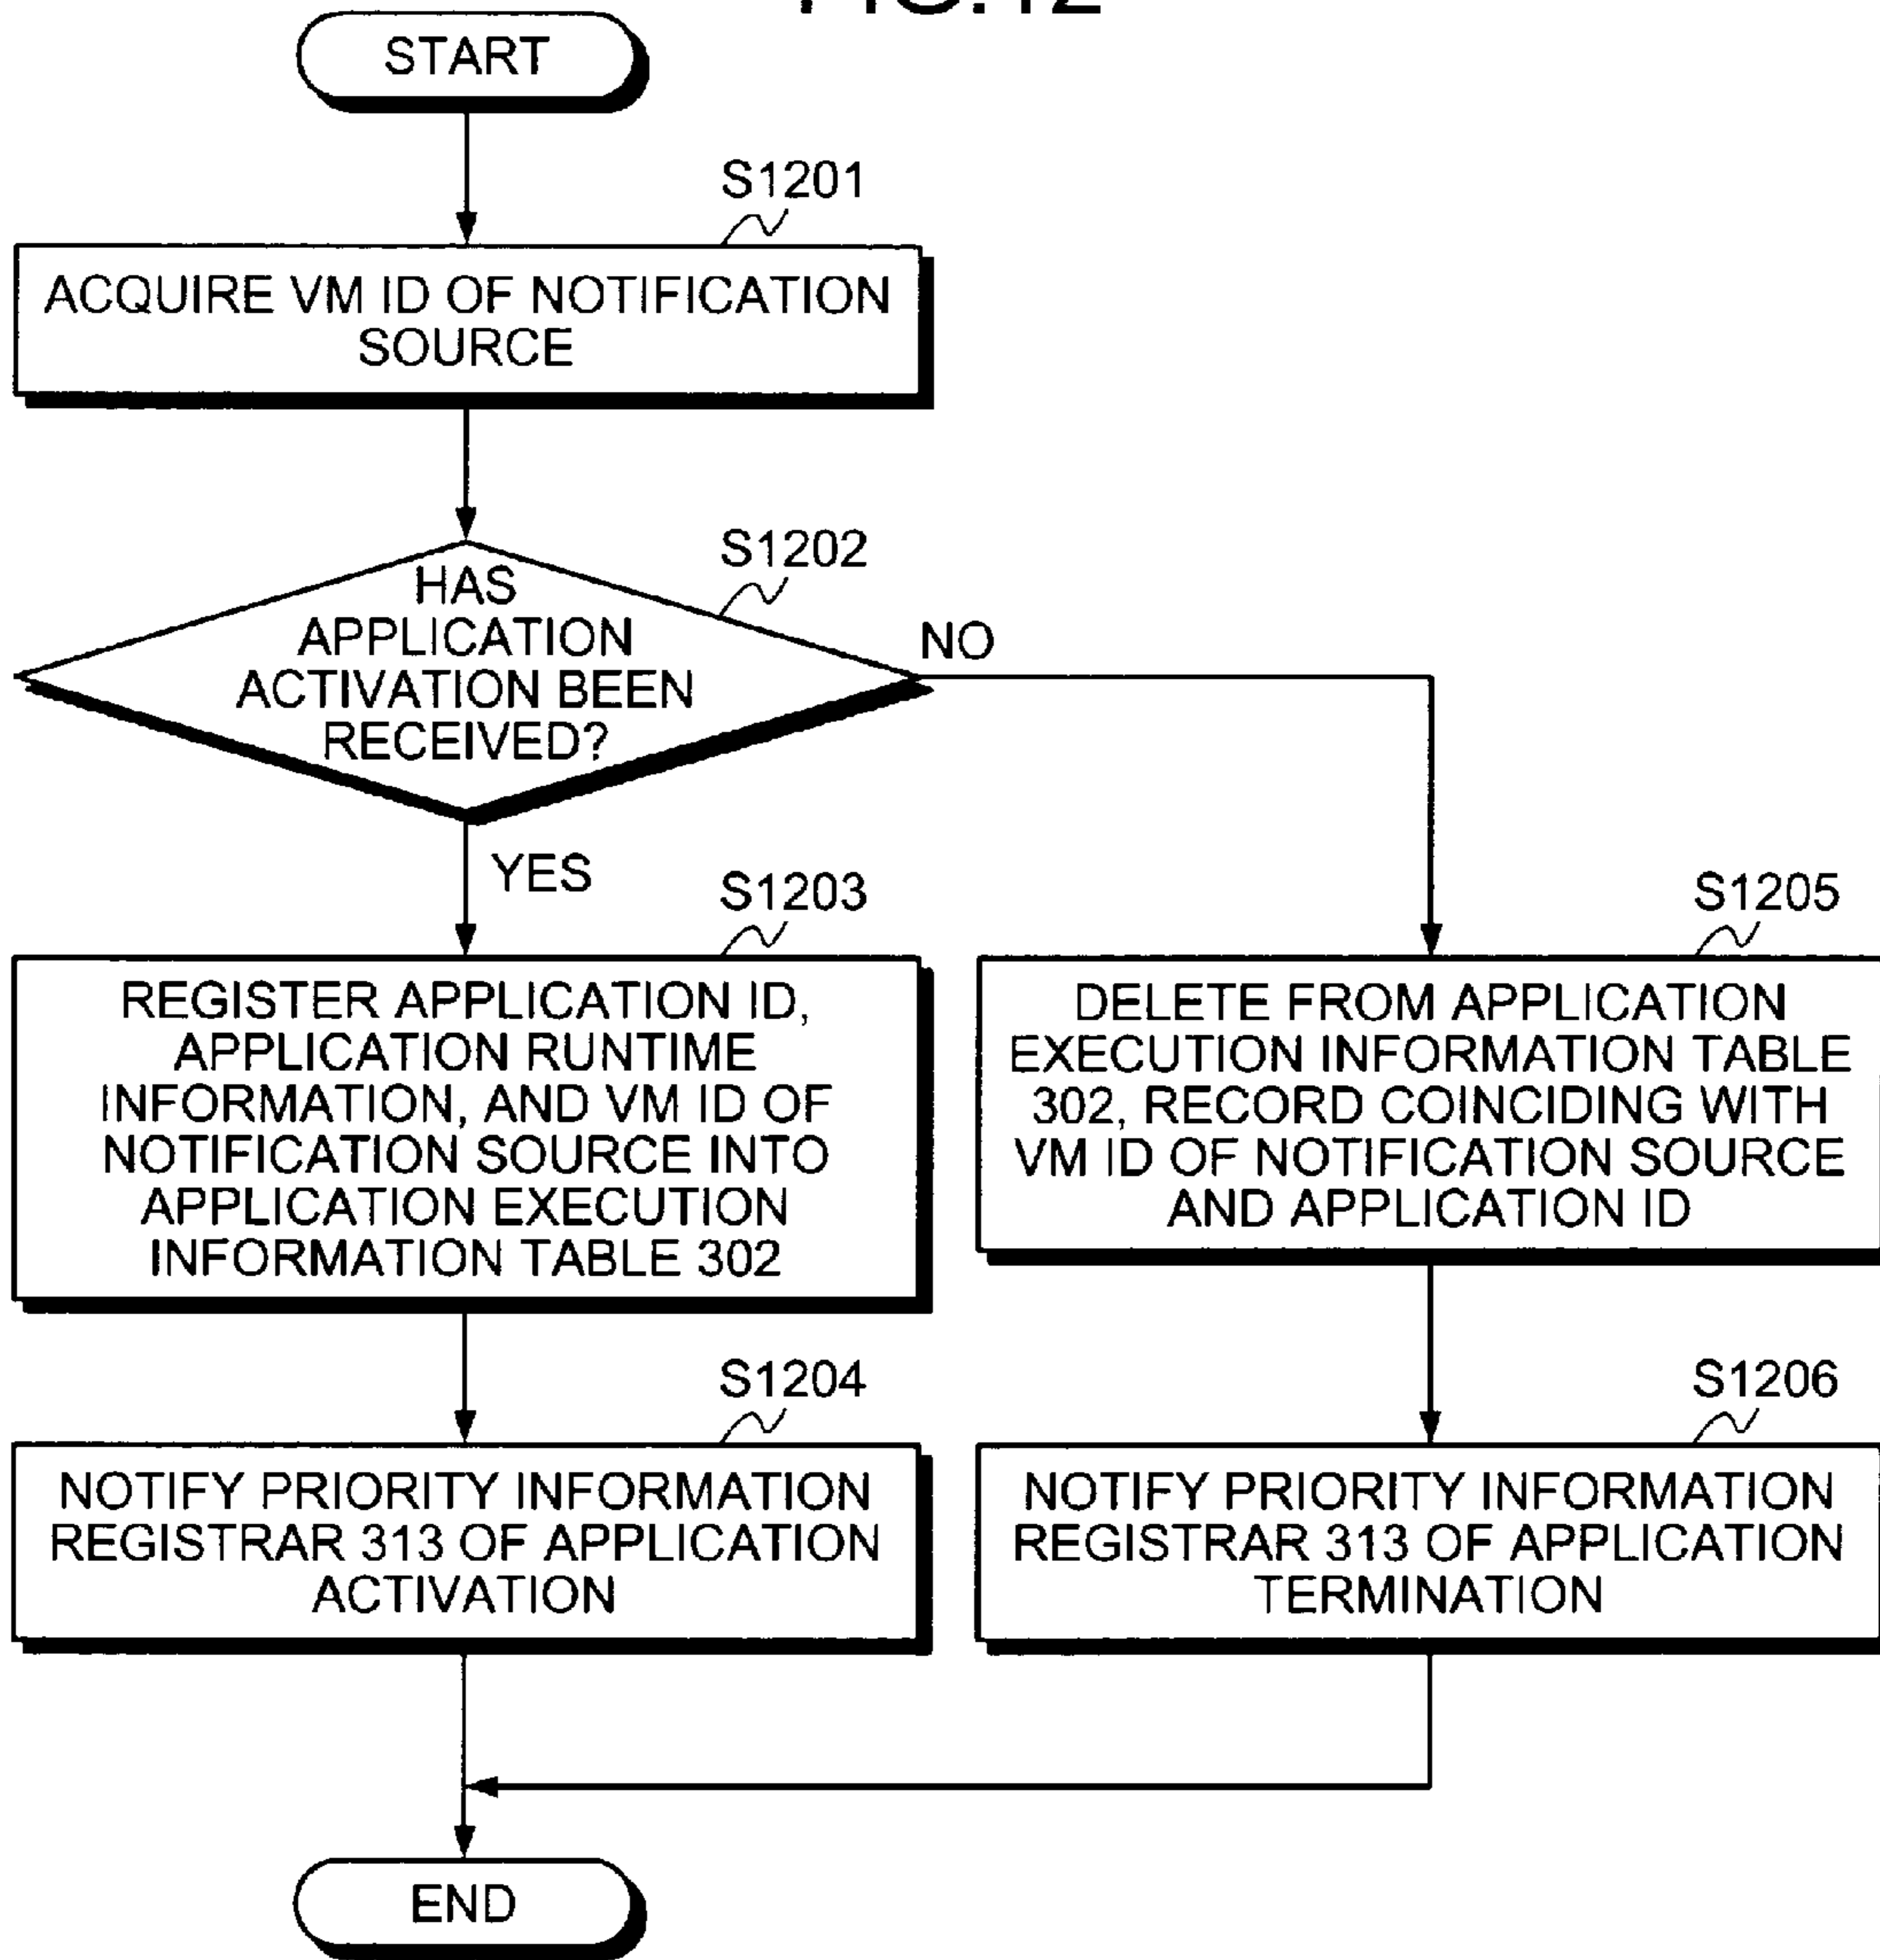 FIG.12
START
S1201
ACQUIRE VM ID OF NOTIFICATION
SOURCE
S1202
HAS
APPLICATION
ACTIVATION BEEN
RECEIVED?
NO
YES
S1203
REGISTER APPLICATION ID,
APPLICATION RUNTIME
INFORMATION, AND VM ID OF
NOTIFICATION SOURCE INTO
APPLICATION EXECUTION
INFORMATION TABLE 302
S1205
DELETE FROM APPLICATION
EXECUTION INFORMATION TABLE
302, RECORD COINCIDING WITH
VM ID OF NOTIFICATION SOURCE
AND APPLICATION ID
S1204
NOTIFY PRIORITY INFORMATION
REGISTRAR 313 OF APPLICATION
ACTIVATION
S1206
NOTIFY PRIORITY INFORMATION
REGISTRAR 313 OF APPLICATION
TERMINATION
END